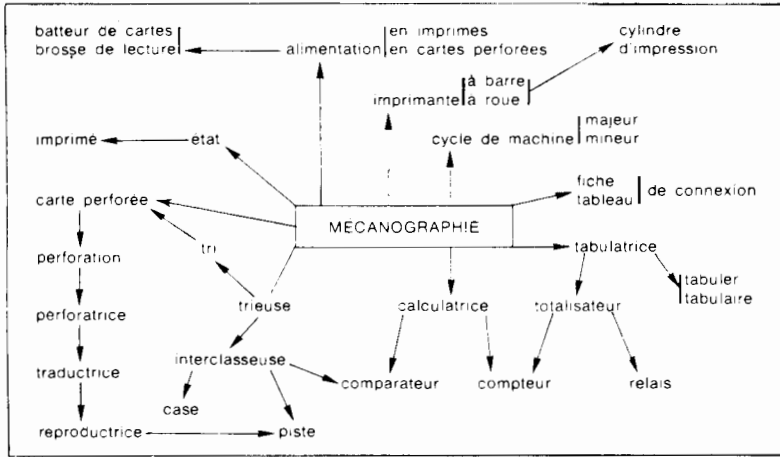 batteur de cartes
brosse de lecture
alimentation
en imprimés
en cartes perforées
cylindre
d'impression
imprimante
à barre
à roue
cycle de machine
majeur
mineur
imprimé
état
carte perforée
fiche
tableau
de connexion
MÉCANOGRAPHIE
tri
tabulatrice
perforation
tabuler
tabulaire
trieuse
calculatrice
totalisateur
perforatrice
interclasseuse
traductrice
comparateur
compteur
relais
case
reproductrice
piste